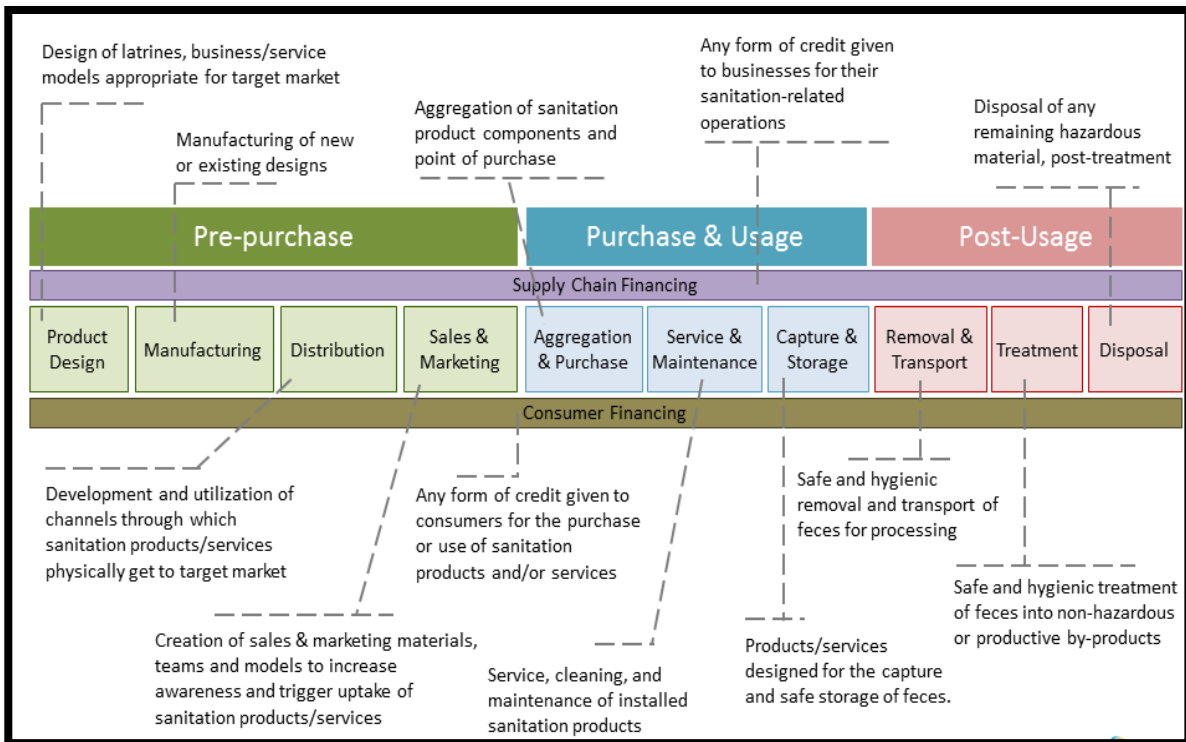 Design of latrines, business/service
models appropriate for target market
Manufacturing of new
or existing designs
Aggregation of sanitation
product components and
point of purchase
Any form of credit given
to businesses for their
sanitation-related
operations
Disposal of any
remaining hazardous
material, post-treatment
Pre-purchase
Purchase & Usage
Post-Usage
Supply Chain Financing
Product
Design
Manufacturing
Distribution
Sales &
Marketing
Aggregation
& Purchase
Service &
Maintenance
Capture &
Storage
Removal &
Transport
Treatment
Disposal
Consumer Financing
Development and utilization of
channels through which
sanitation products/services
physically get to target market
Any form of credit given to
consumers for the purchase
or use of sanitation
products and/or services
Safe and hygienic
removal and transport of
feces for processing
Safe and hygienic treatment
of feces into non-hazardous
or productive by-products
Creation of sales & marketing materials,
teams and models to increase
awareness and trigger uptake of
sanitation products/services
Service, cleaning, and
maintenance of installed
sanitation products
Products/services
designed for the capture
and safe storage of feces.